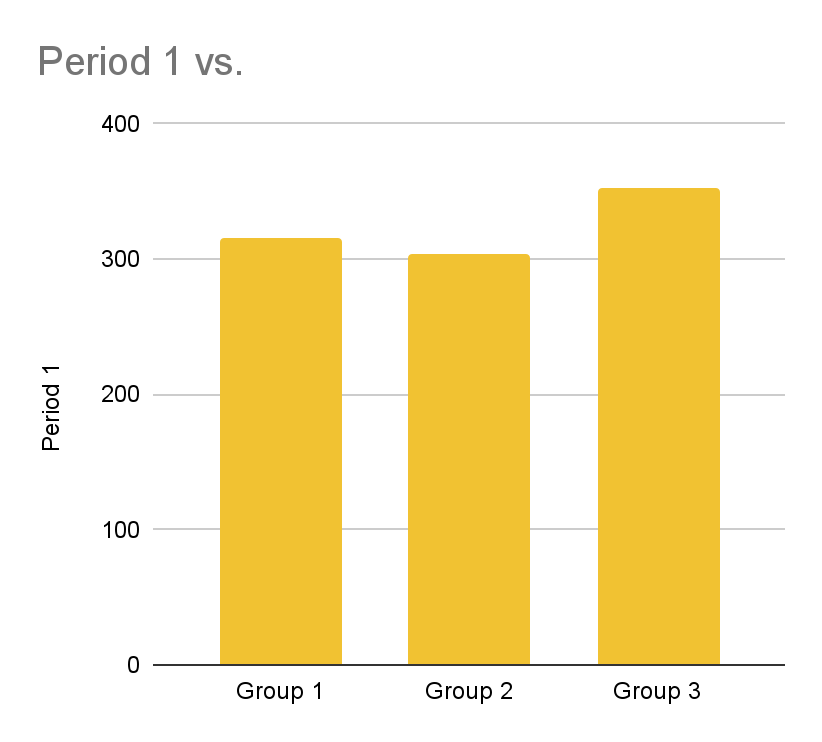 Period 1 vs.
400
300
200
100
0
Period 1
Group 1
Group 2
Group 3